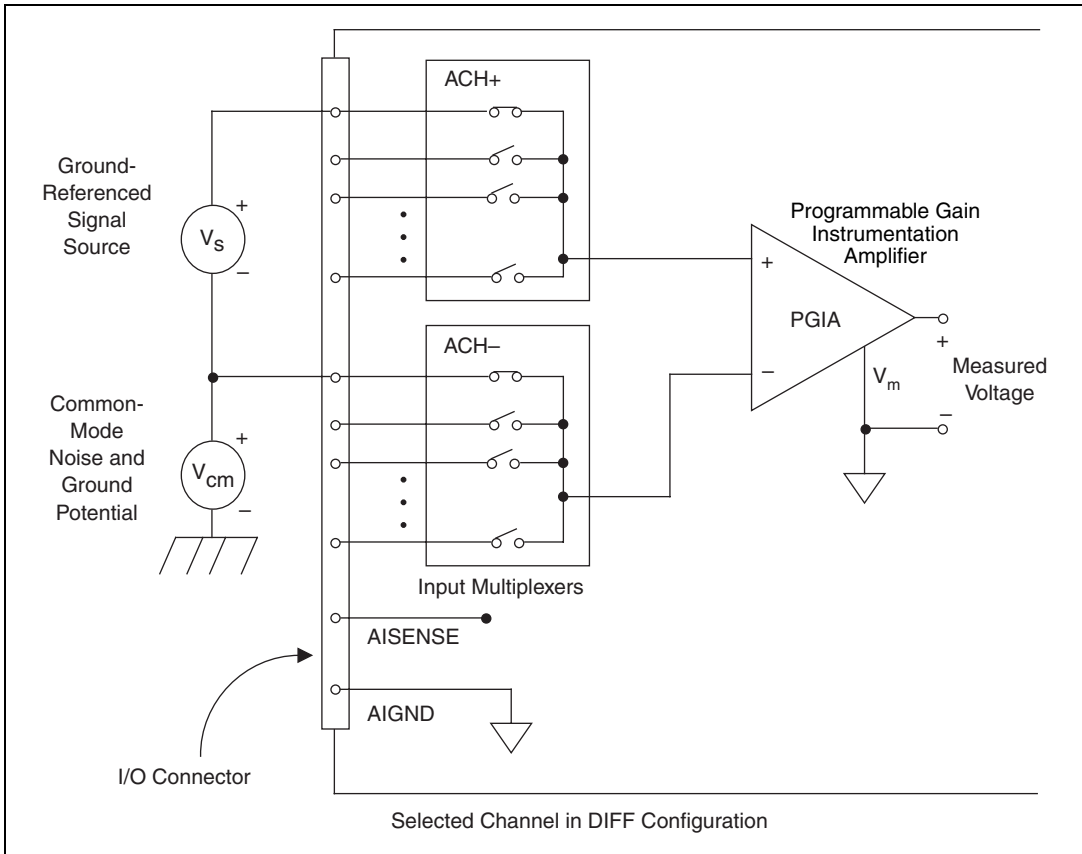 ACH+
Ground-
Referenced
Signal
Source
+
VS
–
Programmable Gain
Instrumentation
Amplifier
+
PGIA
–
+
Vm
Measured
Voltage
–
ACH–
Common-
Mode
Noise and
Ground
Potential
+
Vcm
–
Input Multiplexers
AISENSE
AIGND
I/O Connector
Selected Channel in DIFF Configuration